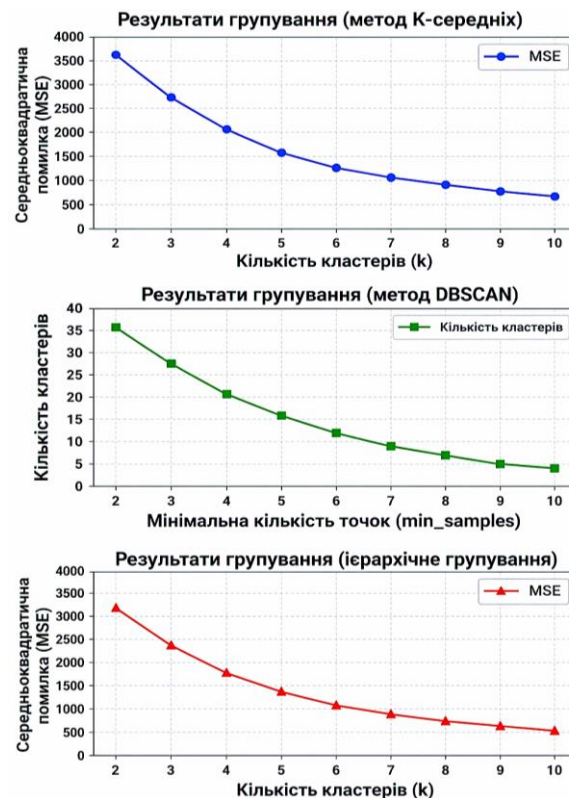 Результати групування (метод K-середніх)
Середньоквадратична
помилка (MSE)
4000
3500
3000
2500
2000
1500
1000
500
0
MSE
2 3 4 5 6 7 8 9 10
Кількість кластерів (k)
Результати групування (метод DBSCAN)
Кількість кластерів
40
35
30
25
20
15
10
5
0
Кількість кластерів
2 3 4 5 6 7 8 9 10
Мінімальна кількість точок (min_samples)
Результати групування (ієрархічне групування)
Середньоквадратична
помилка (MSE)
4000
3500
3000
2500
2000
1500
1000
500
0
MSE
2 3 4 5 6 7 8 9 10
Кількість кластерів (k)